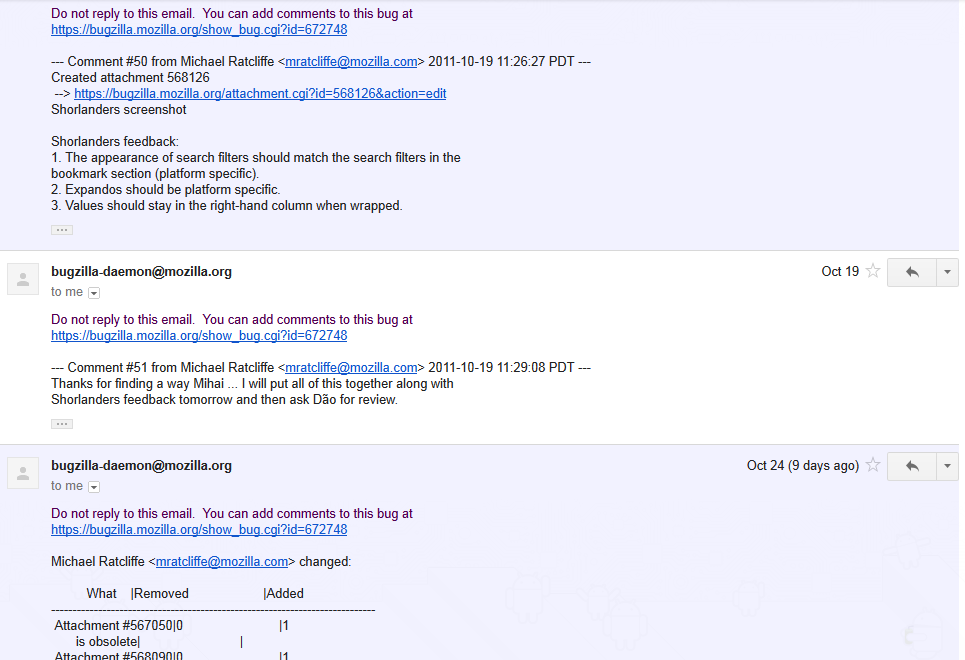 Do not reply to this email.  You can add comments to this bug at
https://bugzilla.mozilla.org/show_bug.cgi?id=672748
--- Comment #50 from Michael Ratcliffe <mratcliffe@mozilla.com> 2011-10-19 11:26:27 PDT ---
Created attachment 568126
--> https://bugzilla.mozilla.org/attachment.cgi?id=568126&action=edit
Shorlanders screenshot
Shorlanders feedback:
1. The appearance of search filters should match the search filters in the
bookmark section (platform specific).
2. Expandos should be platform specific.
3. Values should stay in the right-hand column when wrapped.
bugzilla-daemon@mozilla.org Oct 19
to me
Do not reply to this email.  You can add comments to this bug at
https://bugzilla.mozilla.org/show_bug.cgi?id=672748
--- Comment #51 from Michael Ratcliffe <mratcliffe@mozilla.com> 2011-10-19 11:29:08 PDT ---
Thanks for finding a way Mihai ... I will put all of this together along with
Shorlanders feedback tomorrow and then ask Dão for review.
bugzilla-daemon@mozilla.org Oct 24 (9 days ago)
to me
Do not reply to this email.  You can add comments to this bug at
https://bugzilla.mozilla.org/show_bug.cgi?id=672748
Michael Ratcliffe <mratcliffe@mozilla.com> changed:
What |Removed |Added
----------------------------------------------------------------------------
Attachment #567050|0 |1
is obsolete| |
Attachment #568090|0 |1